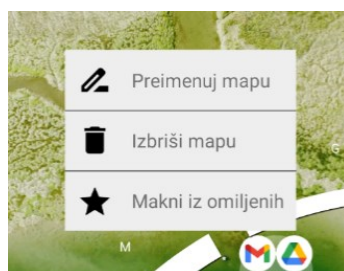 Preimenuj mapu
Izbriši mapu
Makni iz omiljenih
M
G